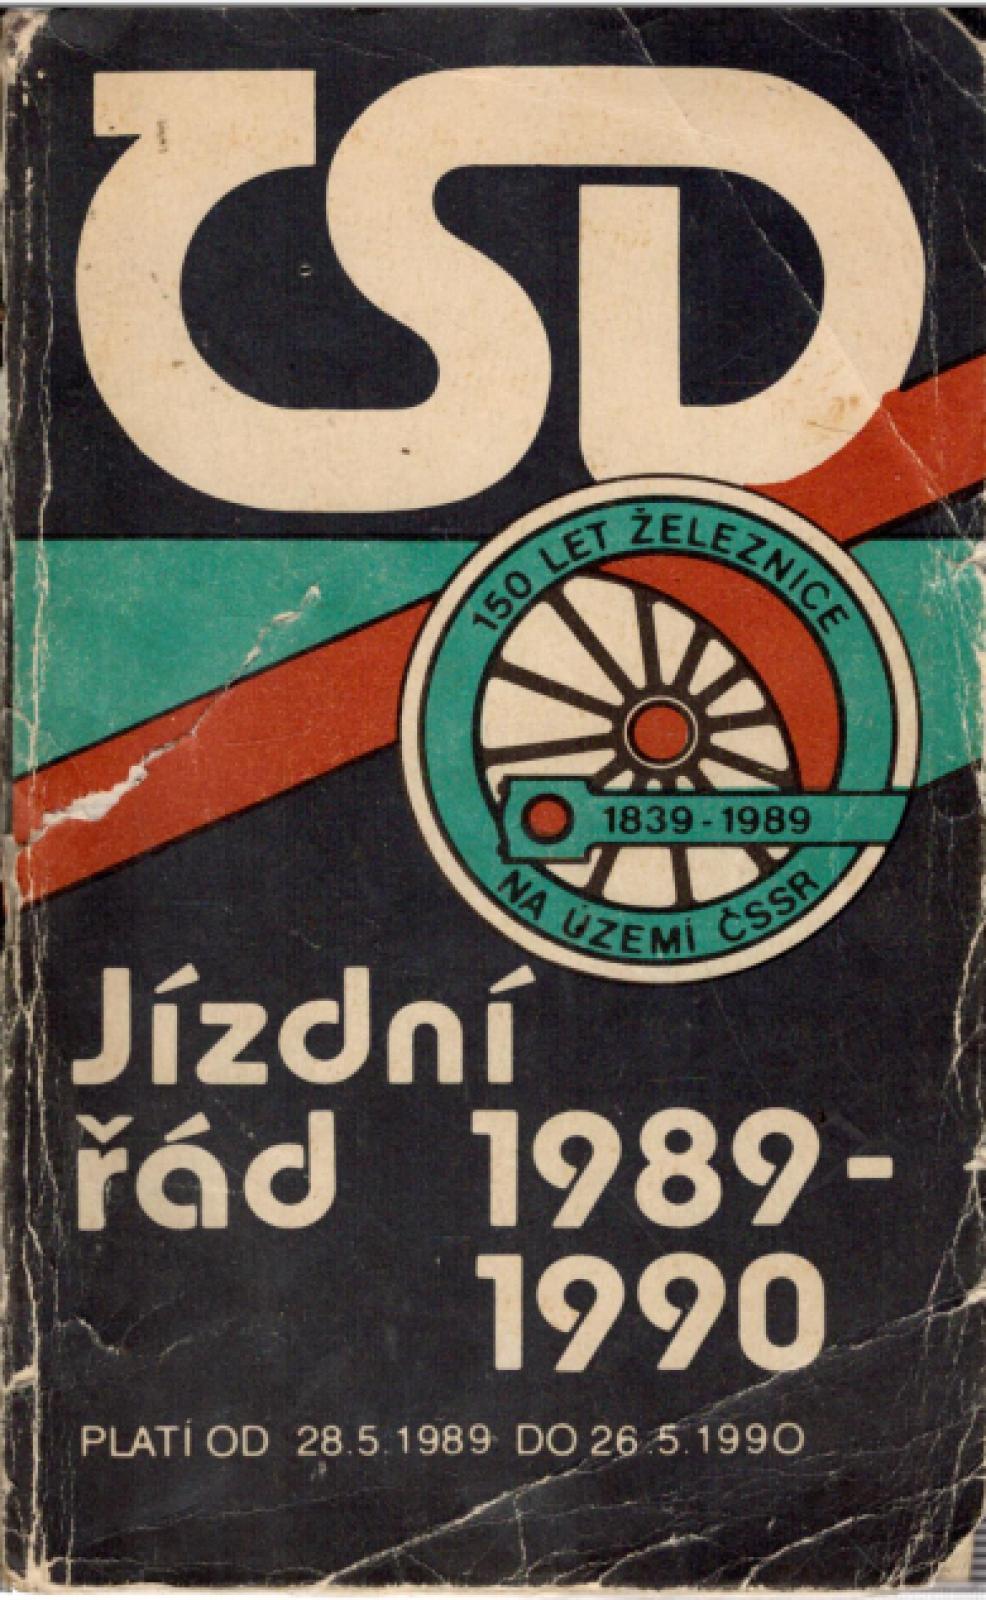 ČSD
150 LET ŽELEZNICE
1839-1989
NA ÚZEMÍ ČSSR
Jízdní
řád 1989-
1990
PLATÍ OD 28.5.1989 DO 26.5.1990